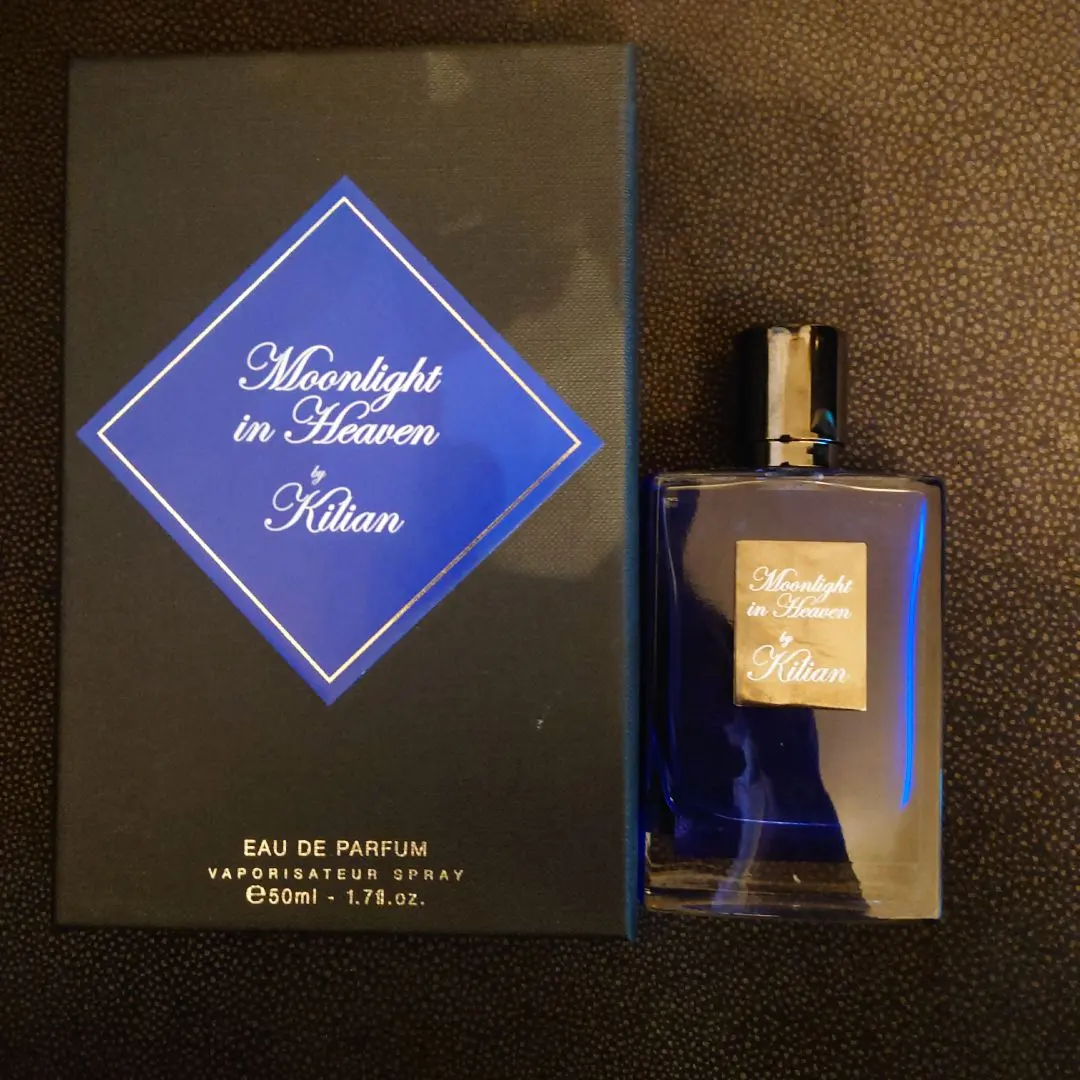 Moonlight
in Heaven
by
Kilian
EAU DE PARFUM
VAPORISATEUR SPRAY
℮50ml - 1.7fl.oz.
Moonlight
in Heaven
by
Kilian